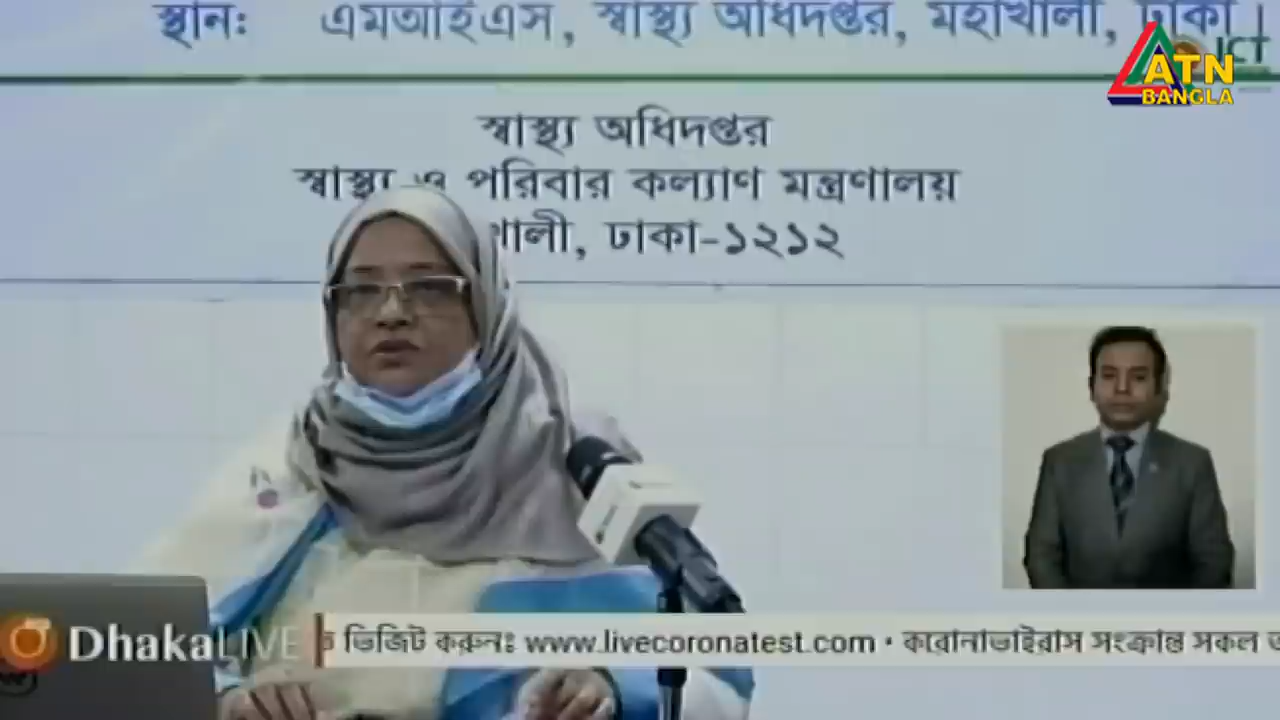 স্থান: এমআইএস, স্বাস্থ্য অধিদপ্তর, মহাখালী, ঢাকা।
ICT
ATN
BANGLA
স্বাস্থ্য অধিদপ্তর
স্বাস্থ্য ও পরিবার কল্যাণ মন্ত্রণালয়
ঢাকা-১২১২
DhakaLIVE
ভিজিট করুনঃ www.livecoronatest.com • করোনাভাইরাস সংক্রান্ত সকল